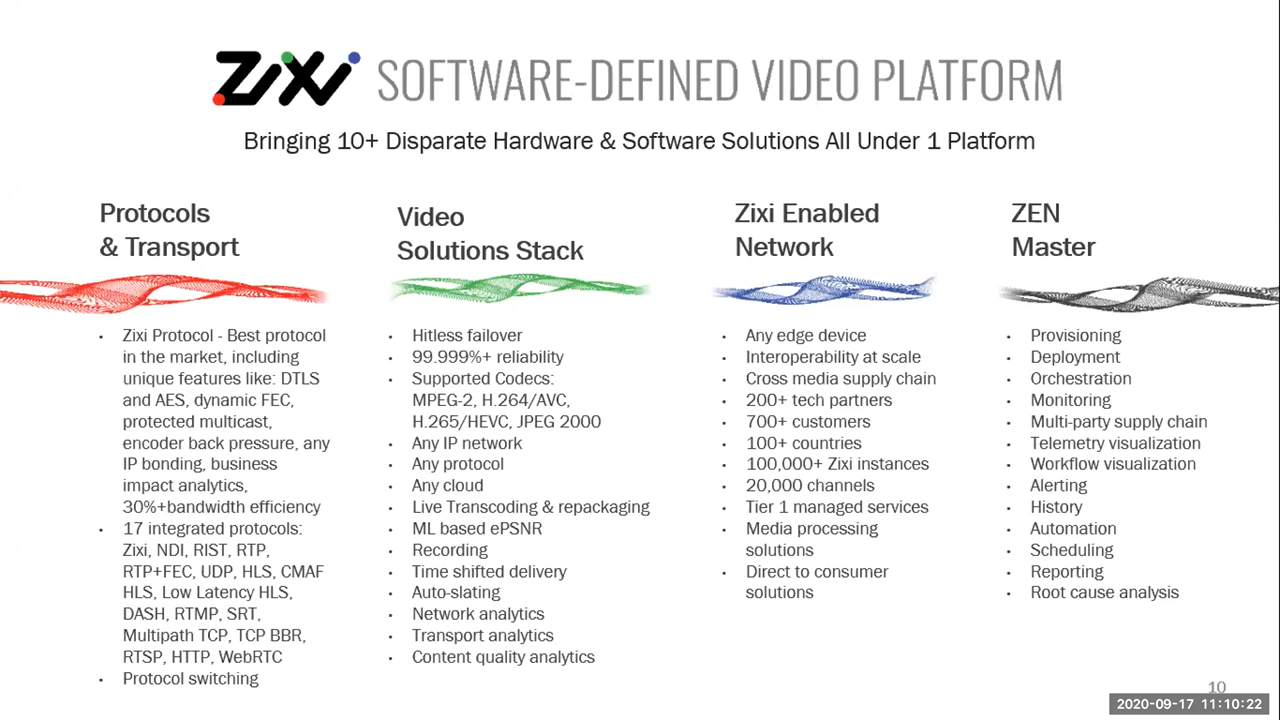 Zixi SOFTWARE-DEFINED VIDEO PLATFORM
Bringing 10+ Disparate Hardware & Software Solutions All Under 1 Platform
Protocols
& Transport
• Zixi Protocol - Best protocol
in the market, including
unique features like: DTLS
and AES, dynamic FEC,
protected multicast,
encoder back pressure, any
IP bonding, business
impact analytics,
30%+bandwidth efficiency
• 17 integrated protocols:
Zixi, NDI, RIST, RTP,
RTP+FEC, UDP, HLS, CMAF
HLS, Low Latency HLS,
DASH, RTMP, SRT,
Multipath TCP, TCP BBR,
RTSP, HTTP, WebRTC
• Protocol switching
Video
Solutions Stack
• Hitless failover
• 99.999%+ reliability
• Supported Codecs:
MPEG-2, H.264/AVC,
H.265/HEVC, JPEG 2000
• Any IP network
• Any protocol
• Any cloud
• Live Transcoding & repackaging
• ML based ePSNR
• Recording
• Time shifted delivery
• Auto-slating
• Network analytics
• Transport analytics
• Content quality analytics
Zixi Enabled
Network
• Any edge device
• Interoperability at scale
• Cross media supply chain
• 200+ tech partners
• 700+ customers
• 100+ countries
• 100,000+ Zixi instances
• 20,000 channels
• Tier 1 managed services
• Media processing
solutions
• Direct to consumer
solutions
ZEN
Master
• Provisioning
• Deployment
• Orchestration
• Monitoring
• Multi-party supply chain
• Telemetry visualization
• Workflow visualization
• Alerting
• History
• Automation
• Scheduling
• Reporting
• Root cause analysis
10
2020-09-17 11:10:22